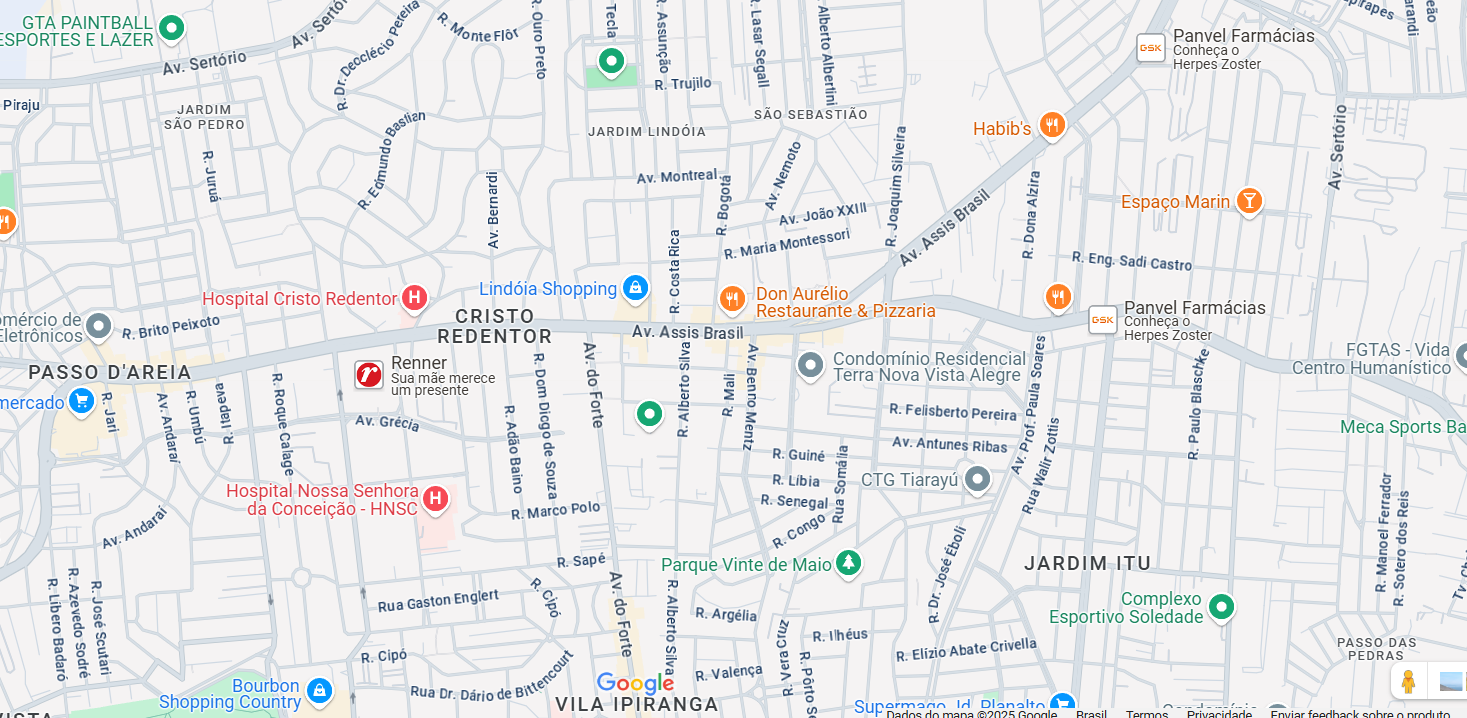 GTA PAINTBALL
ESPORTES E LAZER
Av. Sertório
Av. Sertó
R. Dr. Deoclécio Pereira
R. Monte Flôr
R. Ouro Preto
Tecla
R. Assunção
R. Lasar Segall
Alberto Albertini
R. Trujilo
Piraju
JARDIM
SÃO PEDRO
JARDIM LINDÓIA
SÃO SEBASTIÃO
Panvel Farmácias
Conheça o
Herpes Zoster
Habib's
Av. Sertório
R. Juruá
R. Edmundo Bastian
Av. Bernardi
Av. Montreal
R. Bogotá
Av. Nemoto
Av. João XXIII
R. Maria Montessori
R. Joaquim Silveira
Av. Assis Brasil
R. Dona Alzira
Espaço Marin
R. Eng. Sadi Castro
R. Costa Rica
Lindóia Shopping
Hospital Cristo Redentor
Don Aurélio
Restaurante & Pizzaria
Panvel Farmácias
Conheça o
Herpes Zoster
omércio de
Eletrônicos
R. Brito Peixoto
CRISTO
REDENTOR
Av. Assis Brasil
PASSO D'AREIA
Renner
Sua mãe merece
um presente
Condomínio Residencial
Terra Nova Vista Alegre
FGTAS - Vida
Centro Humanístico
mercado
R. Jari
Av. Andaraí
R. Umbú
R. Itapeva
R. Roque Calage
Av. Grécia
R. Adão Baino
R. Dom Diogo de Souza
Av. do Forte
R. Alberto Silva
R. Mali
Av. Beno Mentz
R. Felisberto Pereira
Av. Antunes Ribas
Av. Prof. Paula Soares
R. Paulo Blaschke
Meca Sports Ba
R. Guiné
R. Líbia
R. Senegal
R. Congo
Rua Somália
CTG Tiarayú
Rua Walir Zottis
Hospital Nossa Senhora
da Conceição - HNSC
Av. Andaraí
R. Marco Polo
R. Manoel Ferrador
R. Sotero dos Reis
R. Sapé
Parque Vinte de Maio
R. Dr. José Éboli
JARDIM ITU
R. Líbero Badaró
R. Azevedo Sodré
R. José Scutari
Rua Gaston Englert
R. Cipó
Av. do Forte
R. Alberto Silva
R. Argélia
R. Vera Cruz
R. Ilhéus
Complexo
Esportivo Soledade
R. Elízio Abate Crivella
PASSO DAS
PEDRAS
R. Cipó
R. Valença
R. Pôrto S
Bourbon
Shopping Country
Rua Dr. Dário de Bittencourt
Google
VILA IPIRANGA
Supermago, Jd. Planalto
Condomínio
Dados do mapa ©2025 Google
Brasil
Termos
Privacidade
Enviar feedback sobre o produto